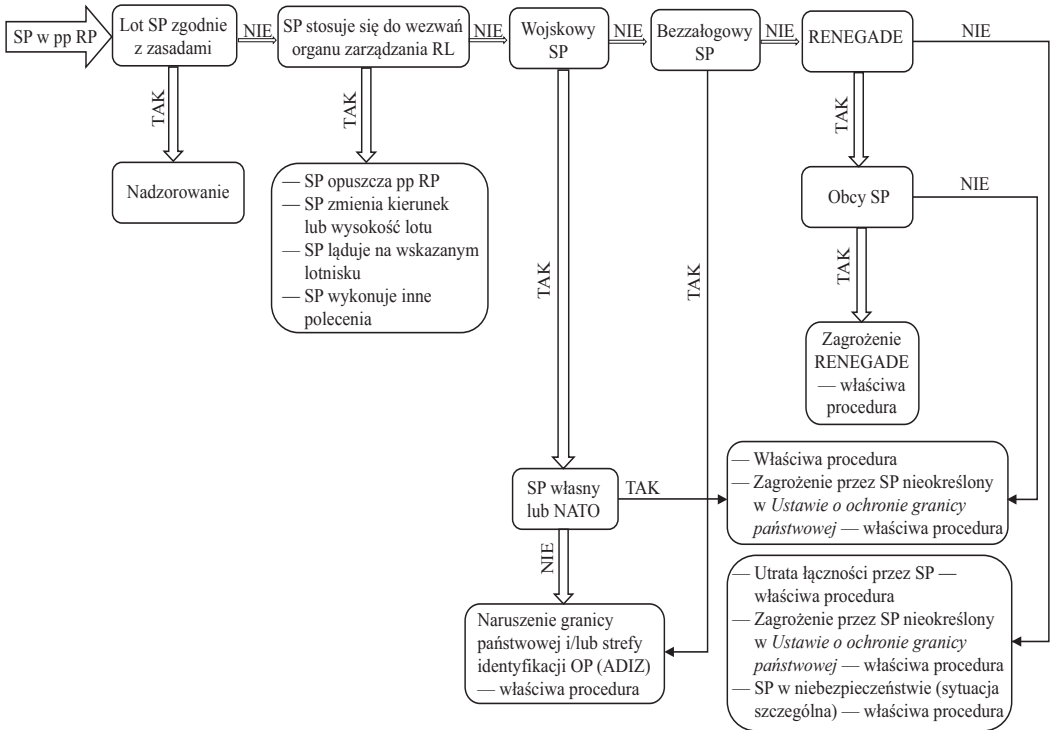 SP w pp RP
Lot SP zgodnie
z zasadami
NIE
SP stosuje się do wezwań
organu zarządzania RL
NIE
Wojskowy
SP
NIE
Bezzałogowy
SP
NIE
RENEGADE
NIE
TAK
TAK
TAK
TAK
TAK
Nadzorowanie
— SP opuszcza pp RP
— SP zmienia kierunek
lub wysokość lotu
— SP ląduje na wskazanym
lotnisku
— SP wykonuje inne
polecenia
Obcy SP
NIE
TAK
Zagrożenie
RENEGADE
— właściwa
procedura
SP własny
lub NATO
TAK
— Właściwa procedura
— Zagrożenie przez SP nieokreślony
w Ustawie o ochronie granicy
państwowej — właściwa procedura
NIE
Naruszenie granicy
państwowej i/lub strefy
identyfikacji OP (ADIZ)
— właściwa procedura
— Utrata łączności przez SP —
właściwa procedura
— Zagrożenie przez SP nieokreślony
w Ustawie o ochronie granicy
państwowej — właściwa procedura
— SP w niebezpieczeństwie (sytuacja
szczególna) — właściwa procedura